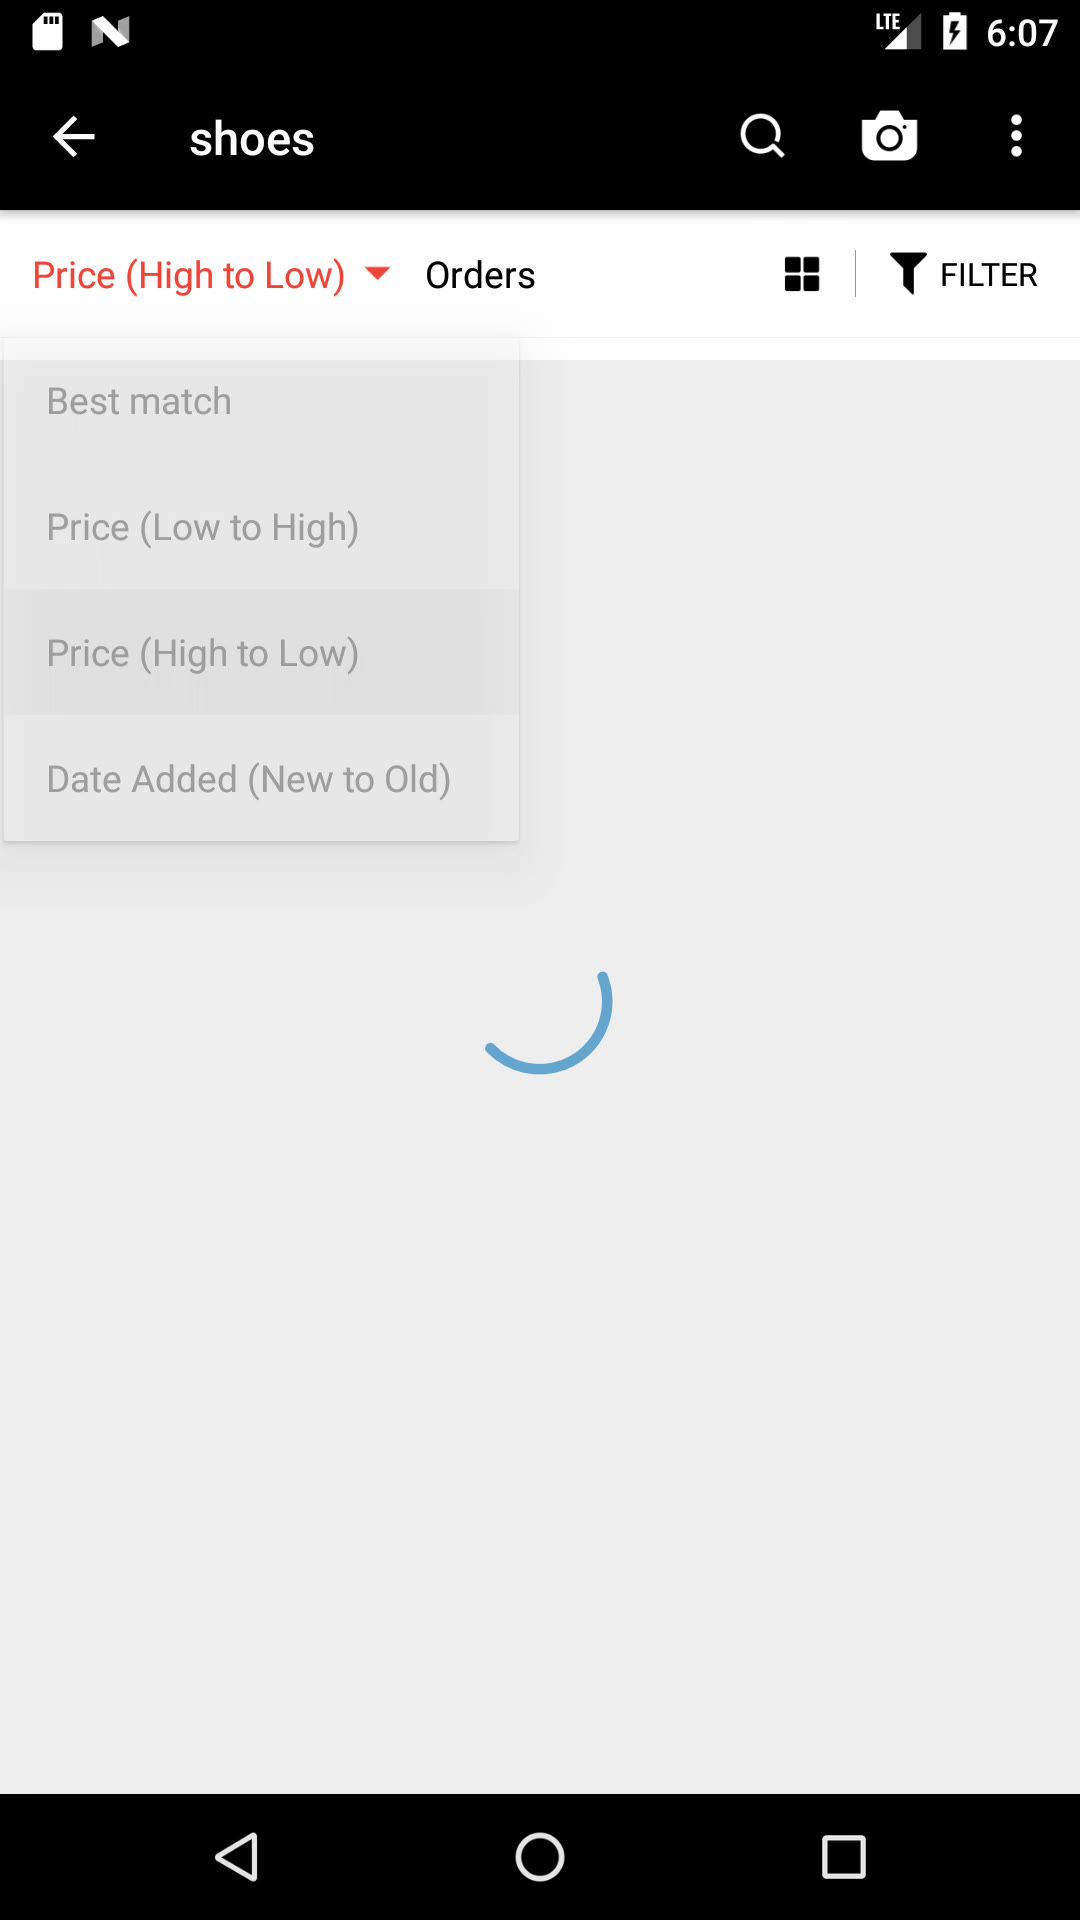 LTE 6:07
shoes
Price (High to Low) Orders FILTER
Best match
Price (Low to High)
Price (High to Low)
Date Added (New to Old)